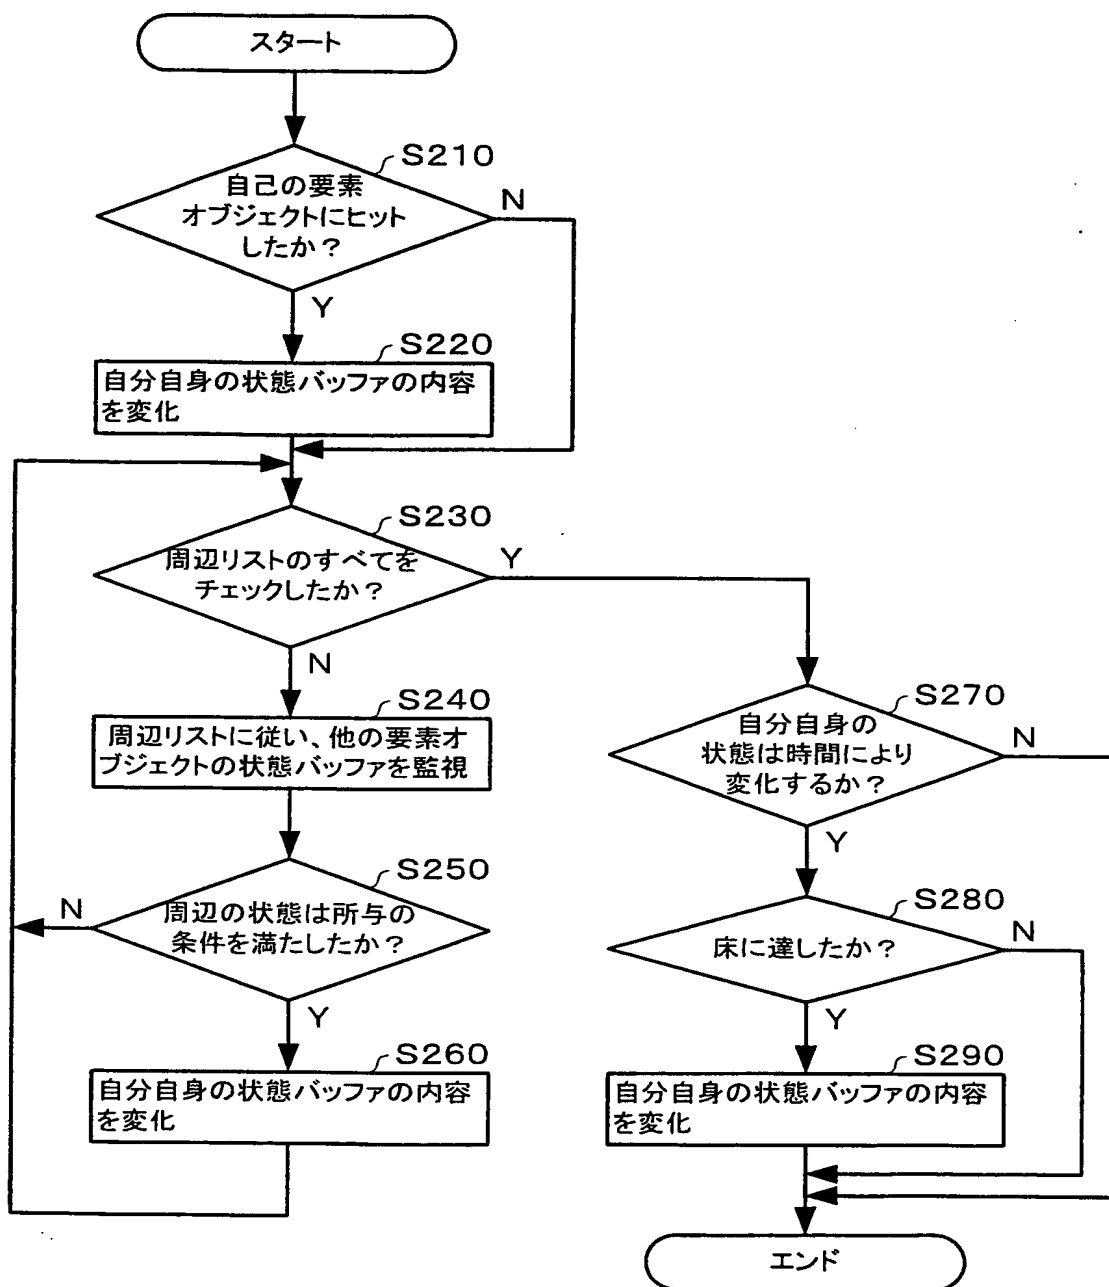 スタート
S210
自己の要素
オブジェクトにヒット
したか？
N
Y
S220
自分自身の状態バッファの内容
を変化
S230
周辺リストのすべてを
チェックしたか？
Y
N
S240
周辺リストに従い、他の要素オ
ブジェクトの状態バッファを監視
S250
周辺の状態は所与の
条件を満たしたか？
N
Y
S260
自分自身の状態バッファの内容
を変化
S270
自分自身の
状態は時間により
変化するか？
N
Y
S280
床に達したか？
N
Y
S290
自分自身の状態バッファの内容
を変化
エンド